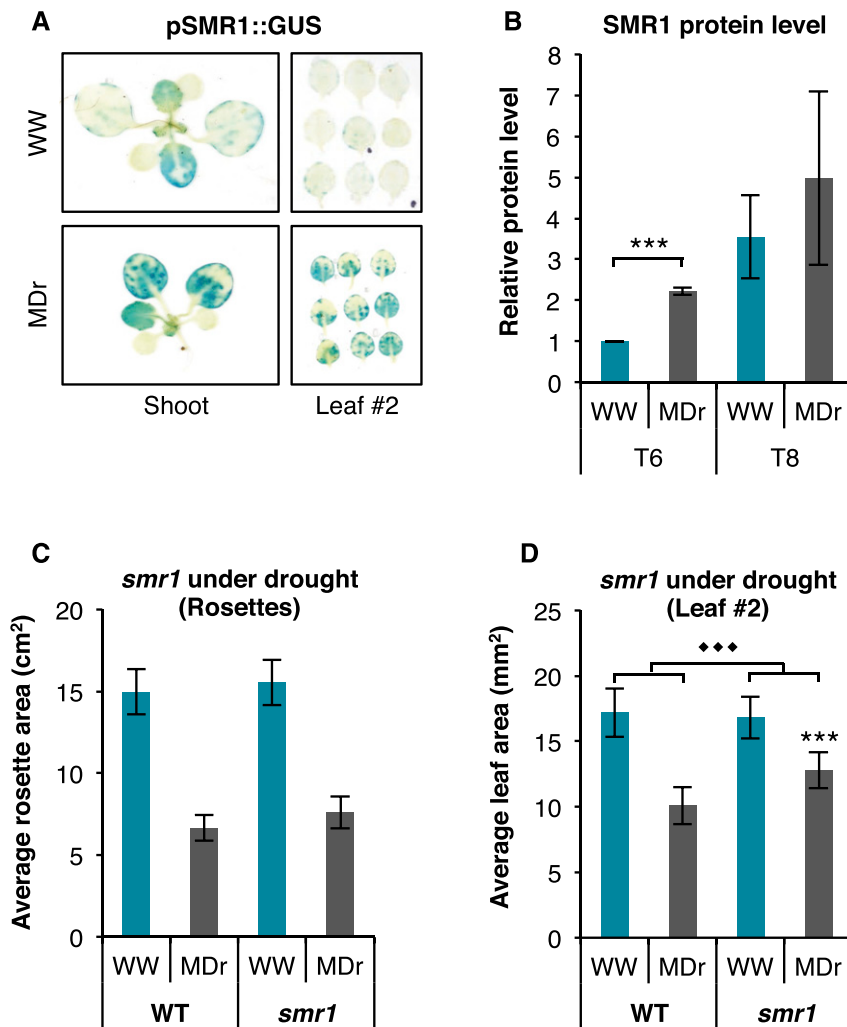 A
pSMR1::GUS
WW
MDr
Shoot
Leaf #2
B
SMR1 protein level
Relative protein level
8
7
6
5
4
3
2
1
0
***
WW
MDr
WW
MDr
T6
T8
C
smr1 under drought
(Rosettes)
Average rosette area (cm²)
20
15
10
5
0
WW
MDr
WW
MDr
WT
smr1
D
smr1 under drought
(Leaf #2)
Average leaf area (mm²)
25
20
15
10
5
0
◆◆◆
***
WW
MDr
WW
MDr
WT
smr1